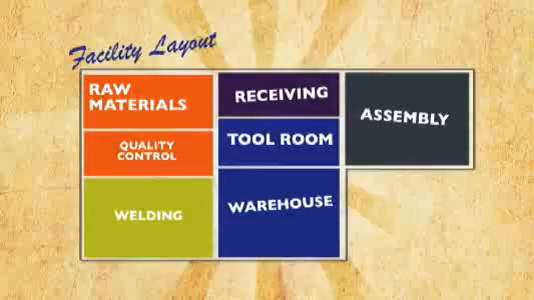 Facility Layout
RAW
MATERIALS
RECEIVING
ASSEMBLY
QUALITY
CONTROL
TOOL ROOM
WELDING
WAREHOUSE